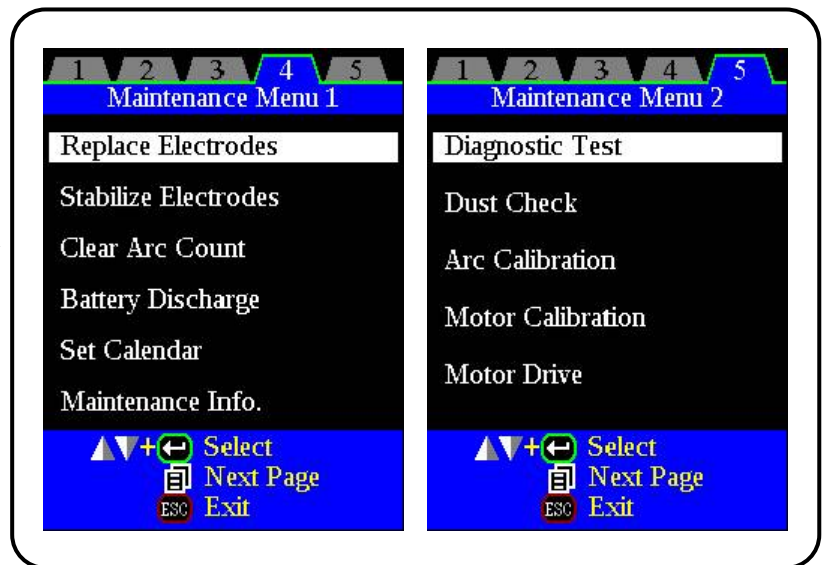 1 2 3 4 5
Maintenance Menu 1
Replace Electrodes
Stabilize Electrodes
Clear Arc Count
Battery Discharge
Set Calendar
Maintenance Info.
+ Select
Next Page
ESC Exit
1 2 3 4 5
Maintenance Menu 2
Diagnostic Test
Dust Check
Arc Calibration
Motor Calibration
Motor Drive
+ Select
Next Page
ESC Exit